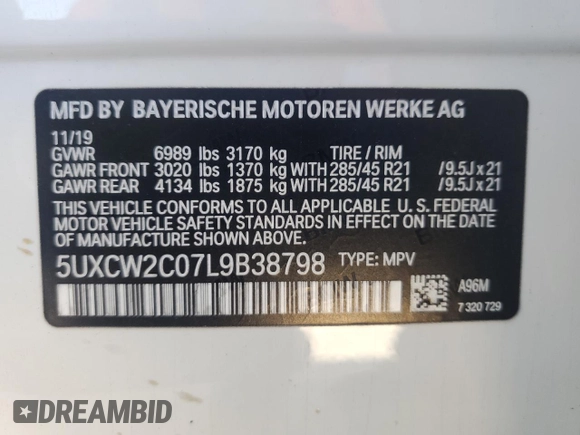 MFD BY BAYERISCHE MOTOREN WERKE AG
11/19
GVWR 6989 lbs 3170 kg TIRE / RIM
GAWR FRONT 3020 lbs 1370 kg WITH 285/45 R21 /9.5J x 21
GAWR REAR 4134 lbs 1875 kg WITH 285/45 R21 /9.5J x 21
THIS VEHICLE CONFORMS TO ALL APPLICABLE U. S. FEDERAL
MOTOR VEHICLE SAFETY STANDARDS IN EFFECT ON THE
DATE OF MANUFACTURE SHOWN ABOVE.
5UXCW2C07L9B38798 TYPE: MPV
A96M
7 320 729
DREAMBID